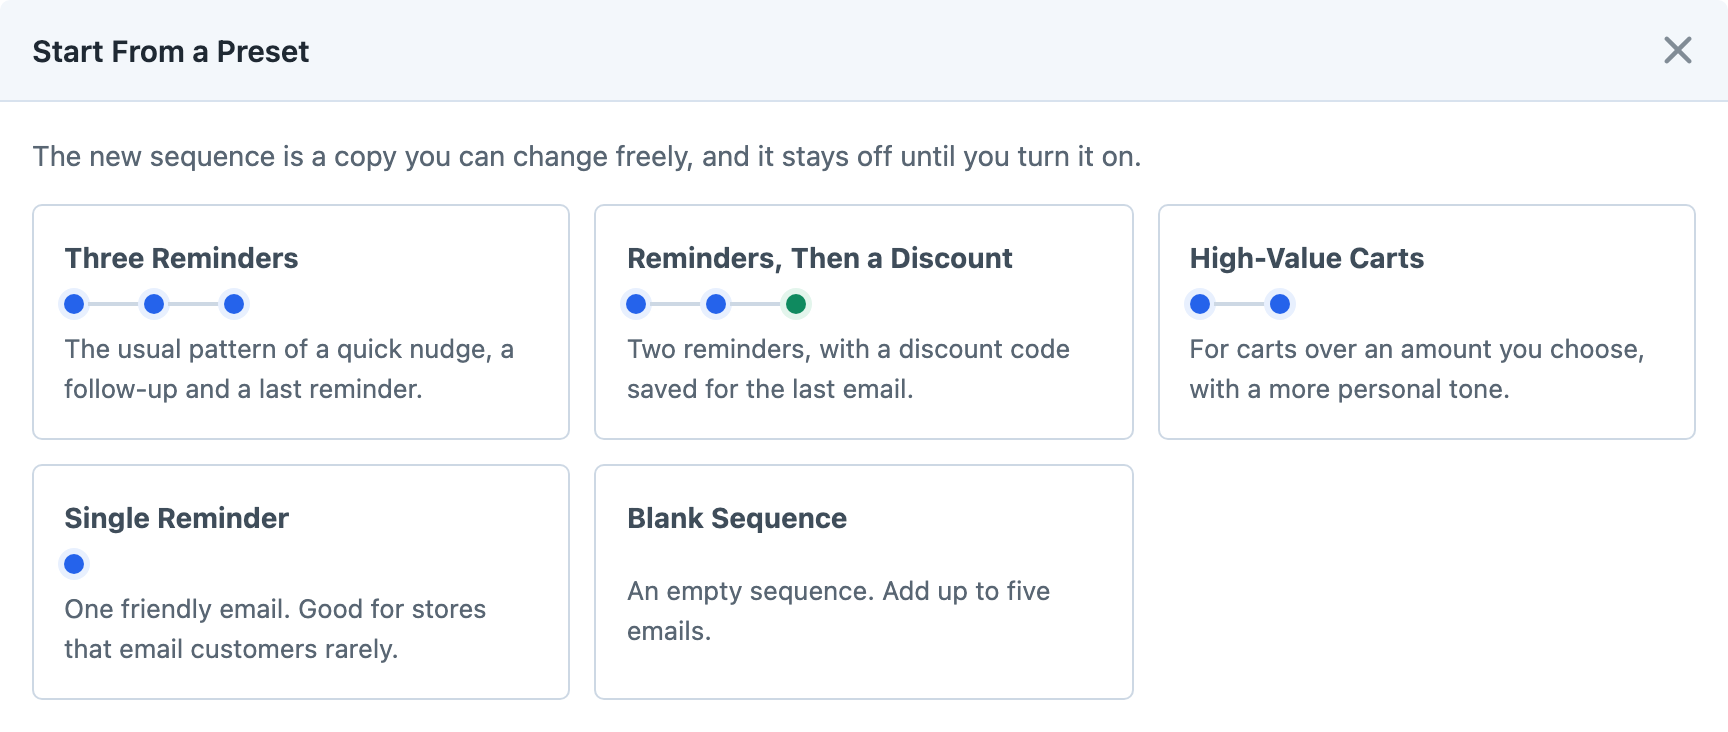 Start From a Preset
The new sequence is a copy you can change freely, and it stays off until you turn it on.
Three Reminders
The usual pattern of a quick nudge, a
follow-up and a last reminder.
Reminders, Then a Discount
Two reminders, with a discount code
saved for the last email.
High-Value Carts
For carts over an amount you choose,
with a more personal tone.
Single Reminder
One friendly email. Good for stores
that email customers rarely.
Blank Sequence
An empty sequence. Add up to five
emails.